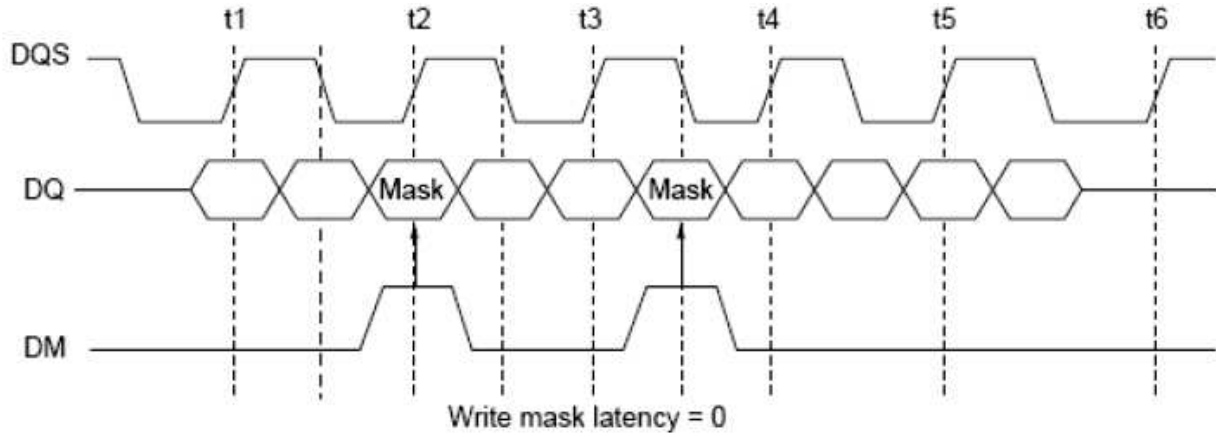 t1 t2 t3 t4 t5 t6
DQS
DQ Mask Mask
DM
Write mask latency = 0